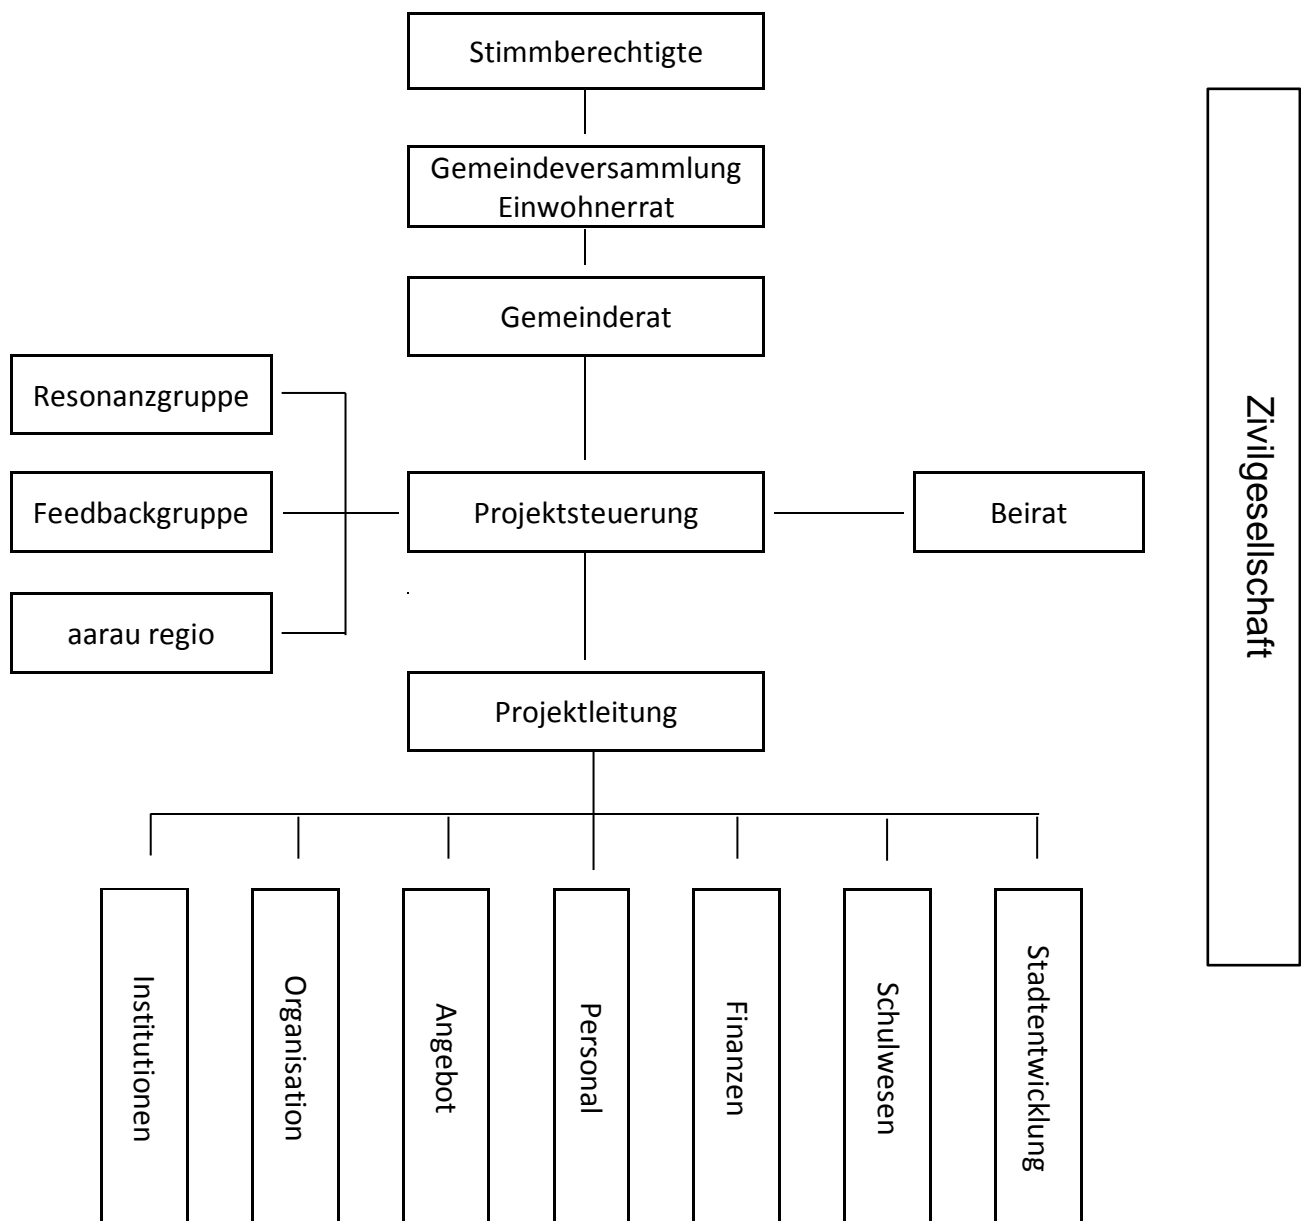 Stimmberechtigte
Gemeindeversammlung
Einwohnerrat
Gemeinderat
Resonanzgruppe
Feedbackgruppe
Projektsteuerung
Beirat
aarau regio
Projektleitung
Zivilgesellschaft
Institutionen
Organisation
Angebot
Personal
Finanzen
Schulwesen
Stadtentwicklung